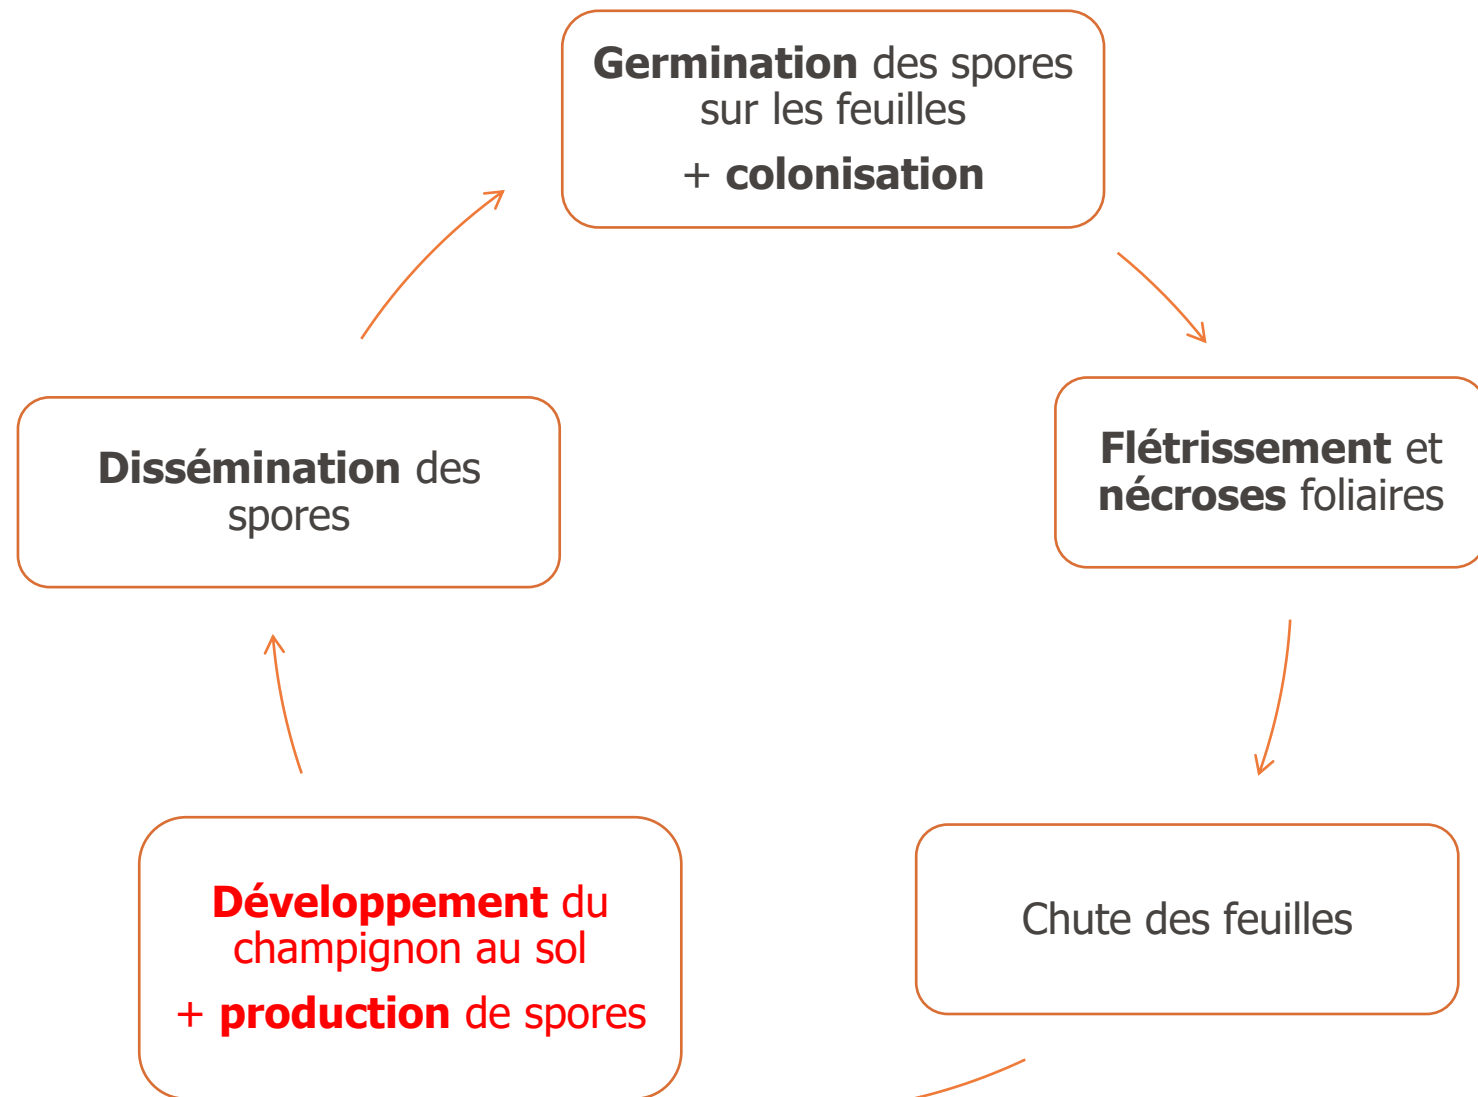 Germination des spores
sur les feuilles
+ colonisation
Flétrissement et
nécroses foliaires
Chute des feuilles
Développement du
champignon au sol
+ production de spores
Dissémination des
spores